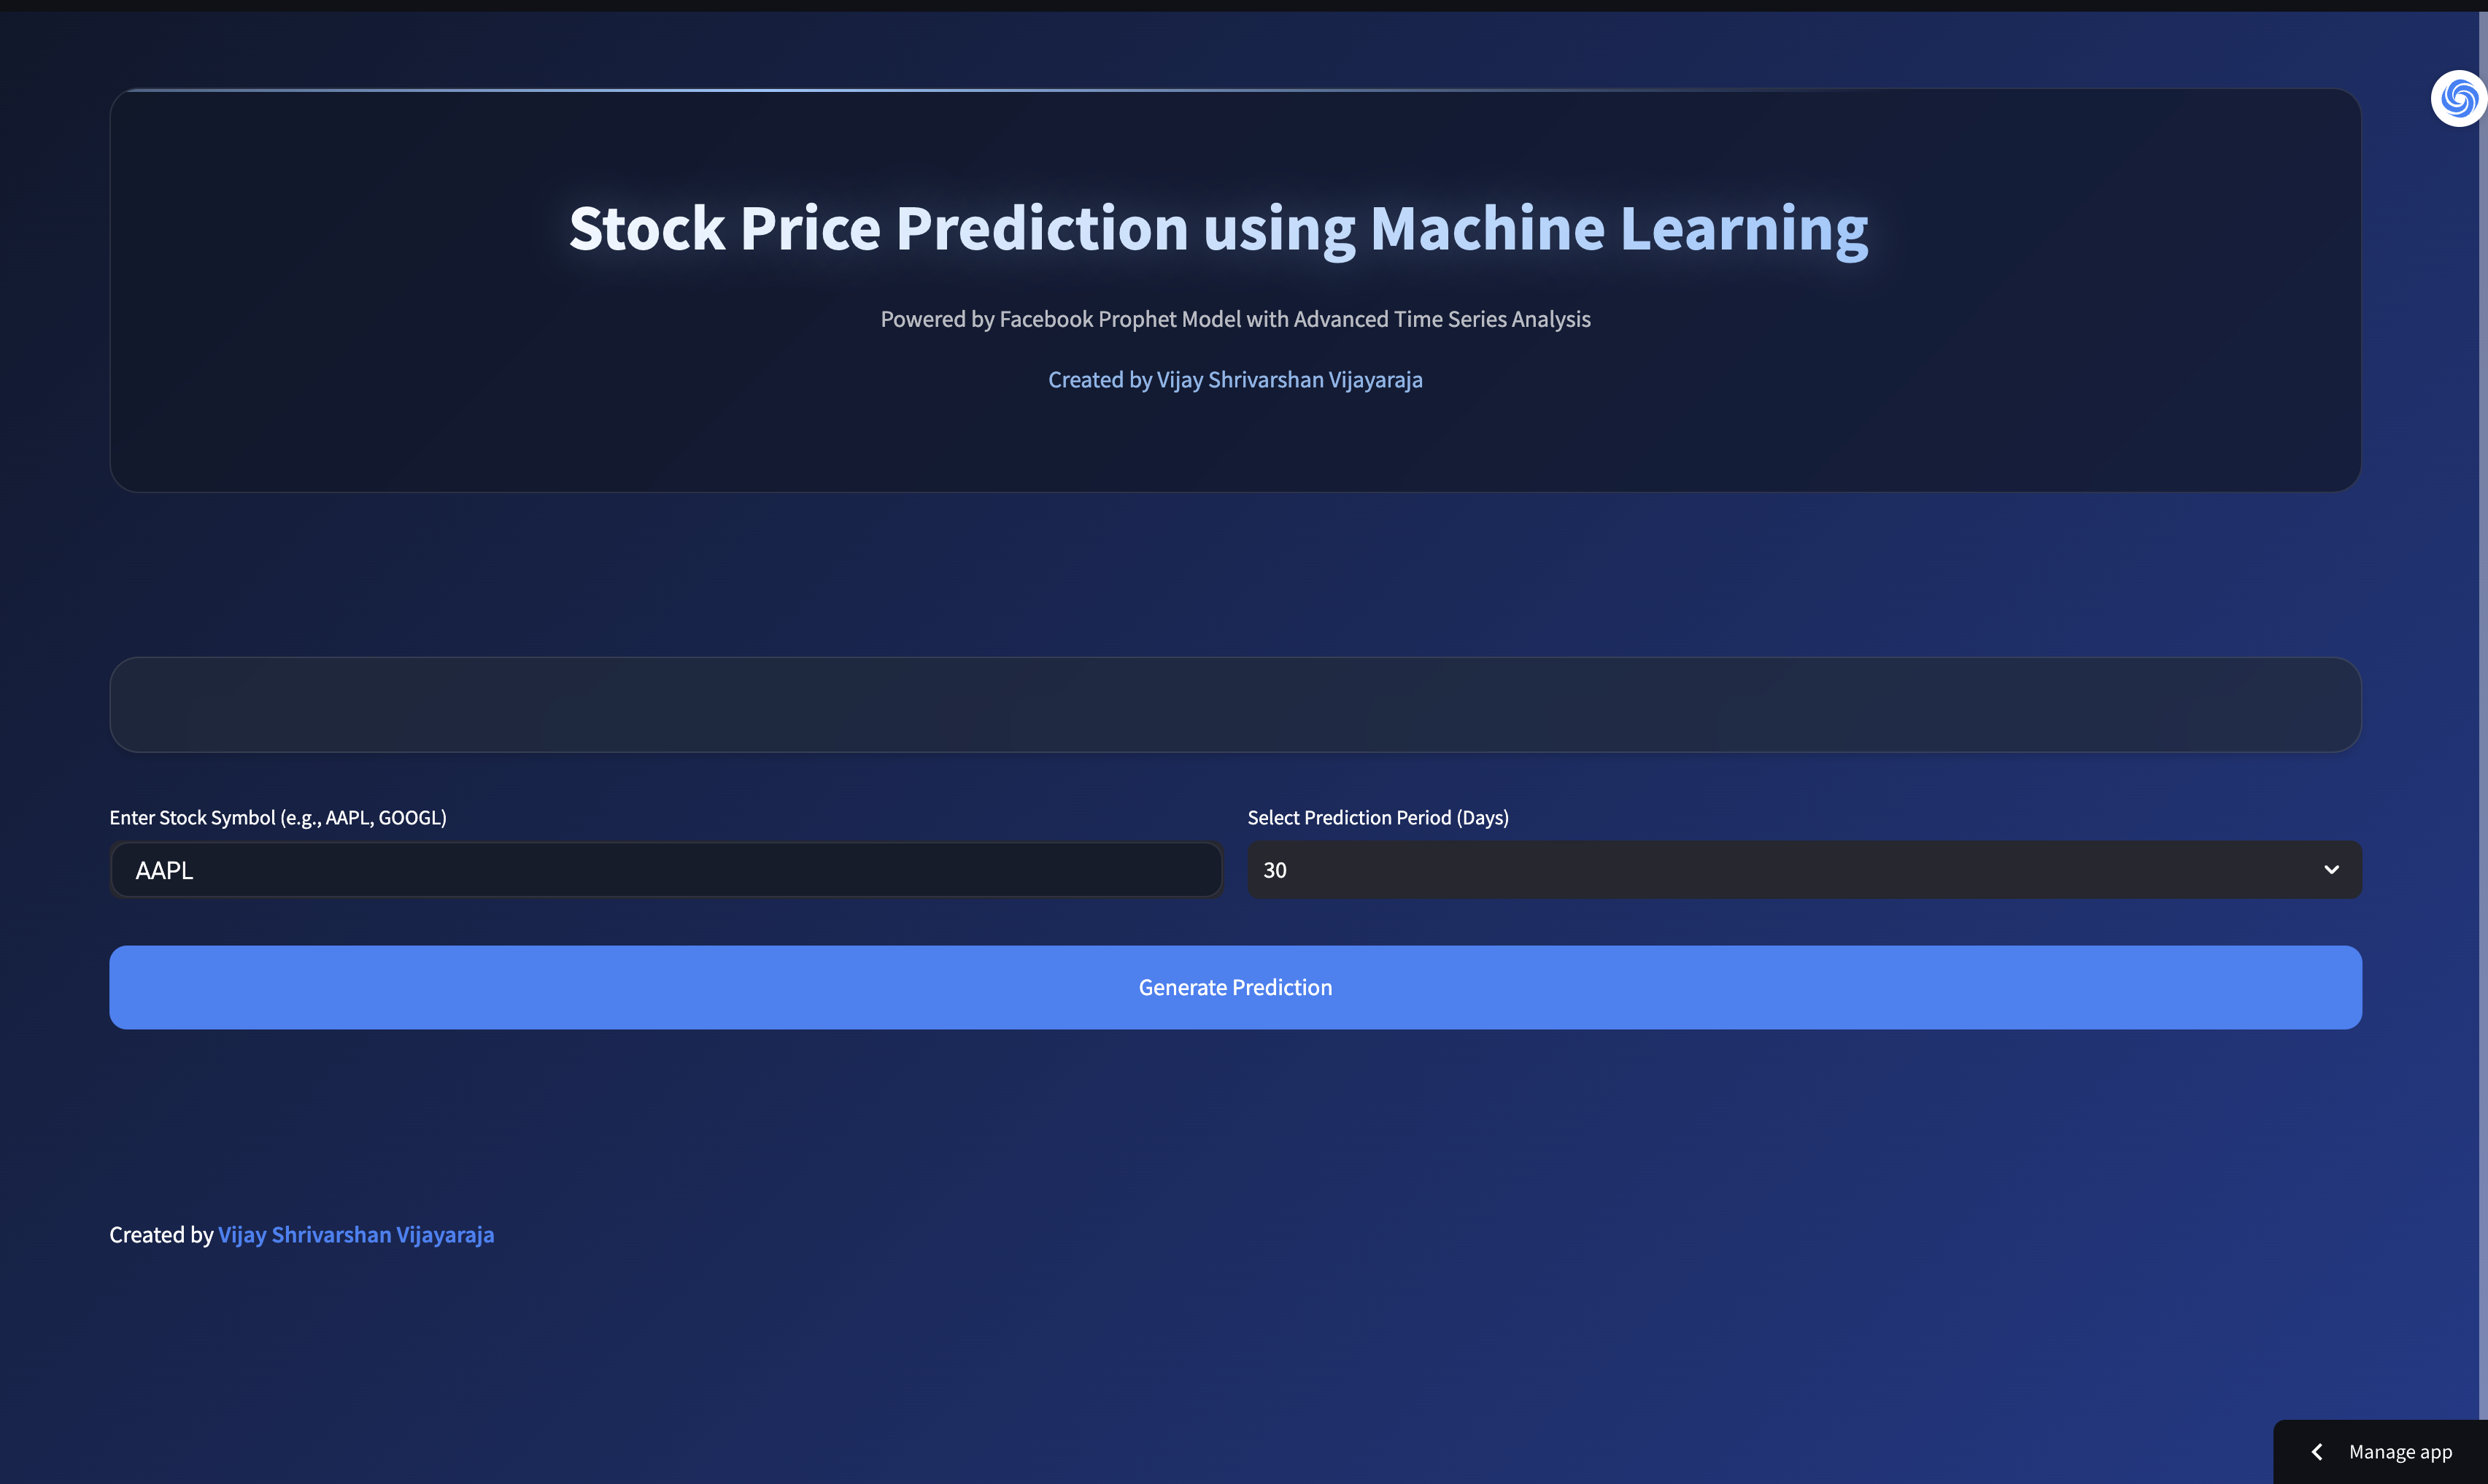 Stock Price Prediction using Machine Learning
Powered by Facebook Prophet Model with Advanced Time Series Analysis
Created by Vijay Shrivarshan Vijayaraja
Enter Stock Symbol (e.g., AAPL, GOOGL)
AAPL
Select Prediction Period (Days)
30
Generate Prediction
Created by Vijay Shrivarshan Vijayaraja
Manage app